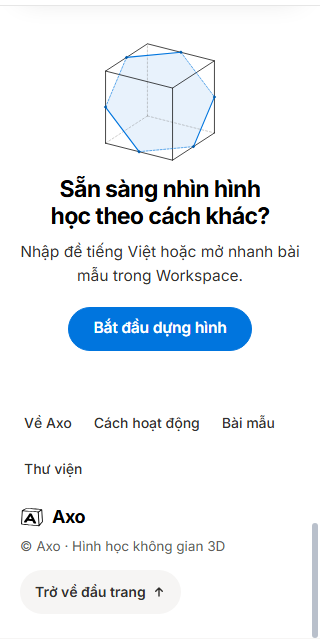 Sẵn sàng nhìn hình
học theo cách khác?
Nhập đề tiếng Việt hoặc mở nhanh bài
mẫu trong Workspace.
Bắt đầu dựng hình
Về Axo Cách hoạt động Bài mẫu
Thư viện
A Axo
© Axo · Hình học không gian 3D
Trở về đầu trang ↑